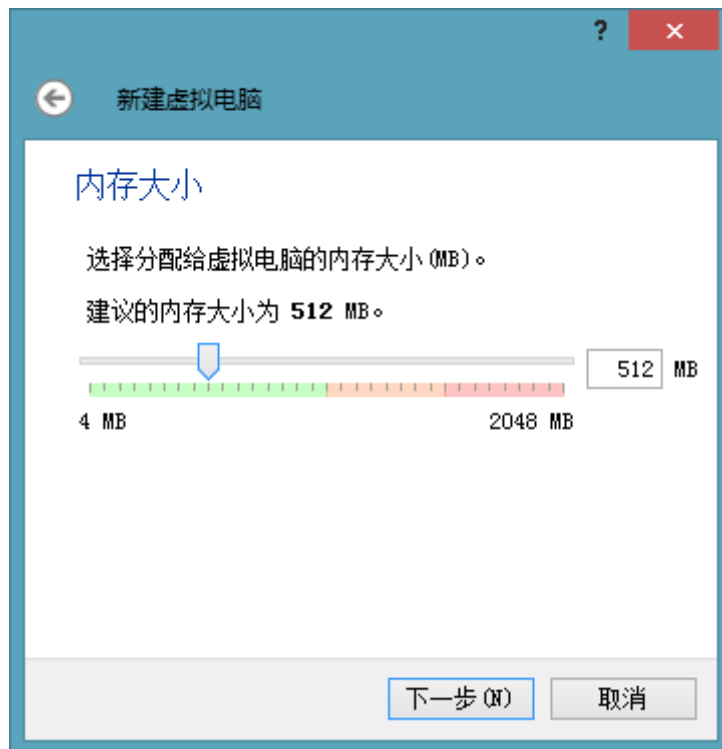 ?
新建虚拟电脑
内存大小
选择分配给虚拟电脑的内存大小(MB)。
建议的内存大小为 512 MB。
512 MB
4 MB 2048 MB
下一步(N) 取消